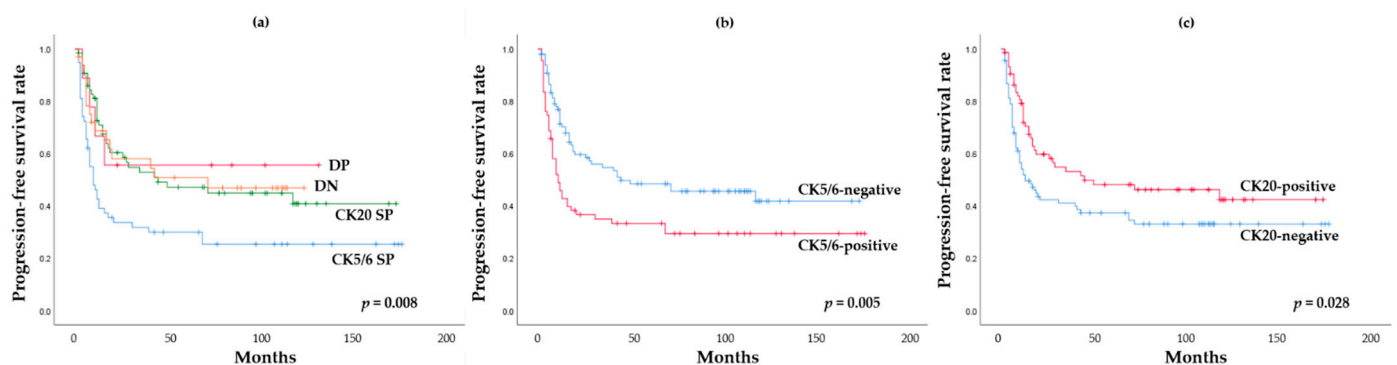 (a)
Progression-free survival rate
1.0
0.8
0.6
0.4
0.2
0.0
DP
DN
CK20 SP
CK5/6 SP
p = 0.008
0 50 100 150 200
Months
(b)
Progression-free survival rate
1.0
0.8
0.6
0.4
0.2
0.0
CK5/6-negative
CK5/6-positive
p = 0.005
0 50 100 150 200
Months
(c)
Progression-free survival rate
1.0
0.8
0.6
0.4
0.2
0.0
CK20-positive
CK20-negative
p = 0.028
0 50 100 150 200
Months